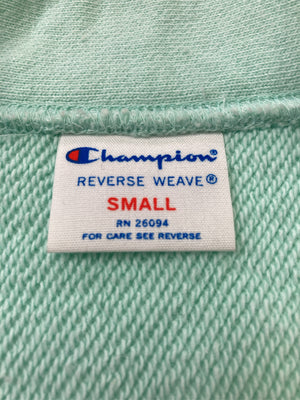 Champion®
REVERSE WEAVE®
SMALL
RN 26094
FOR CARE SEE REVERSE